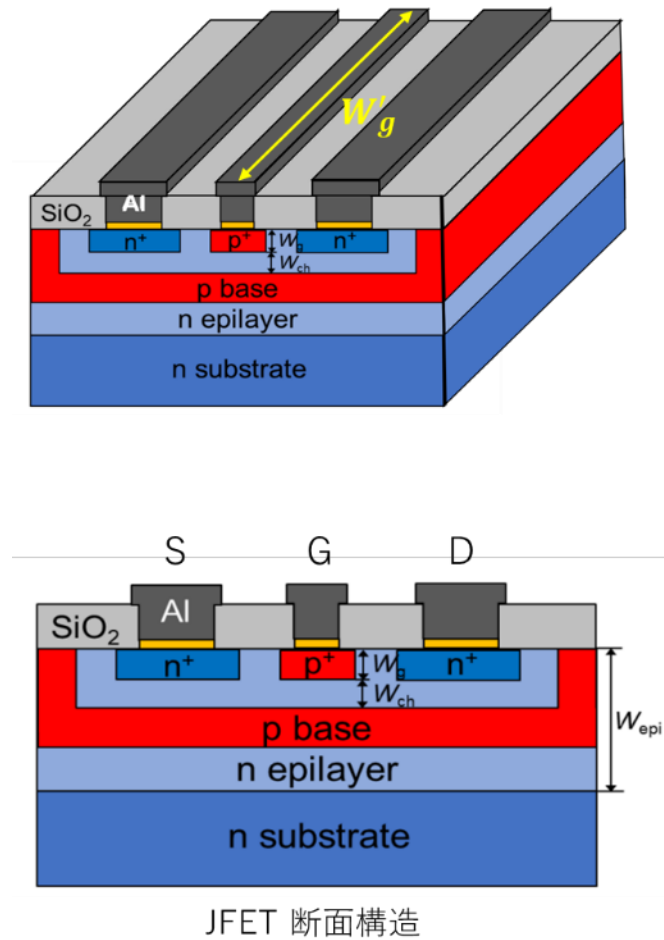 W'g
Al
SiO₂
n⁺ p⁺ Wg n⁺
Wch
p base
n epilayer
n substrate
S G D
Al
SiO₂
n⁺ p⁺ Wg n⁺
Wch
Wepi
p base
n epilayer
n substrate
JFET 断面構造